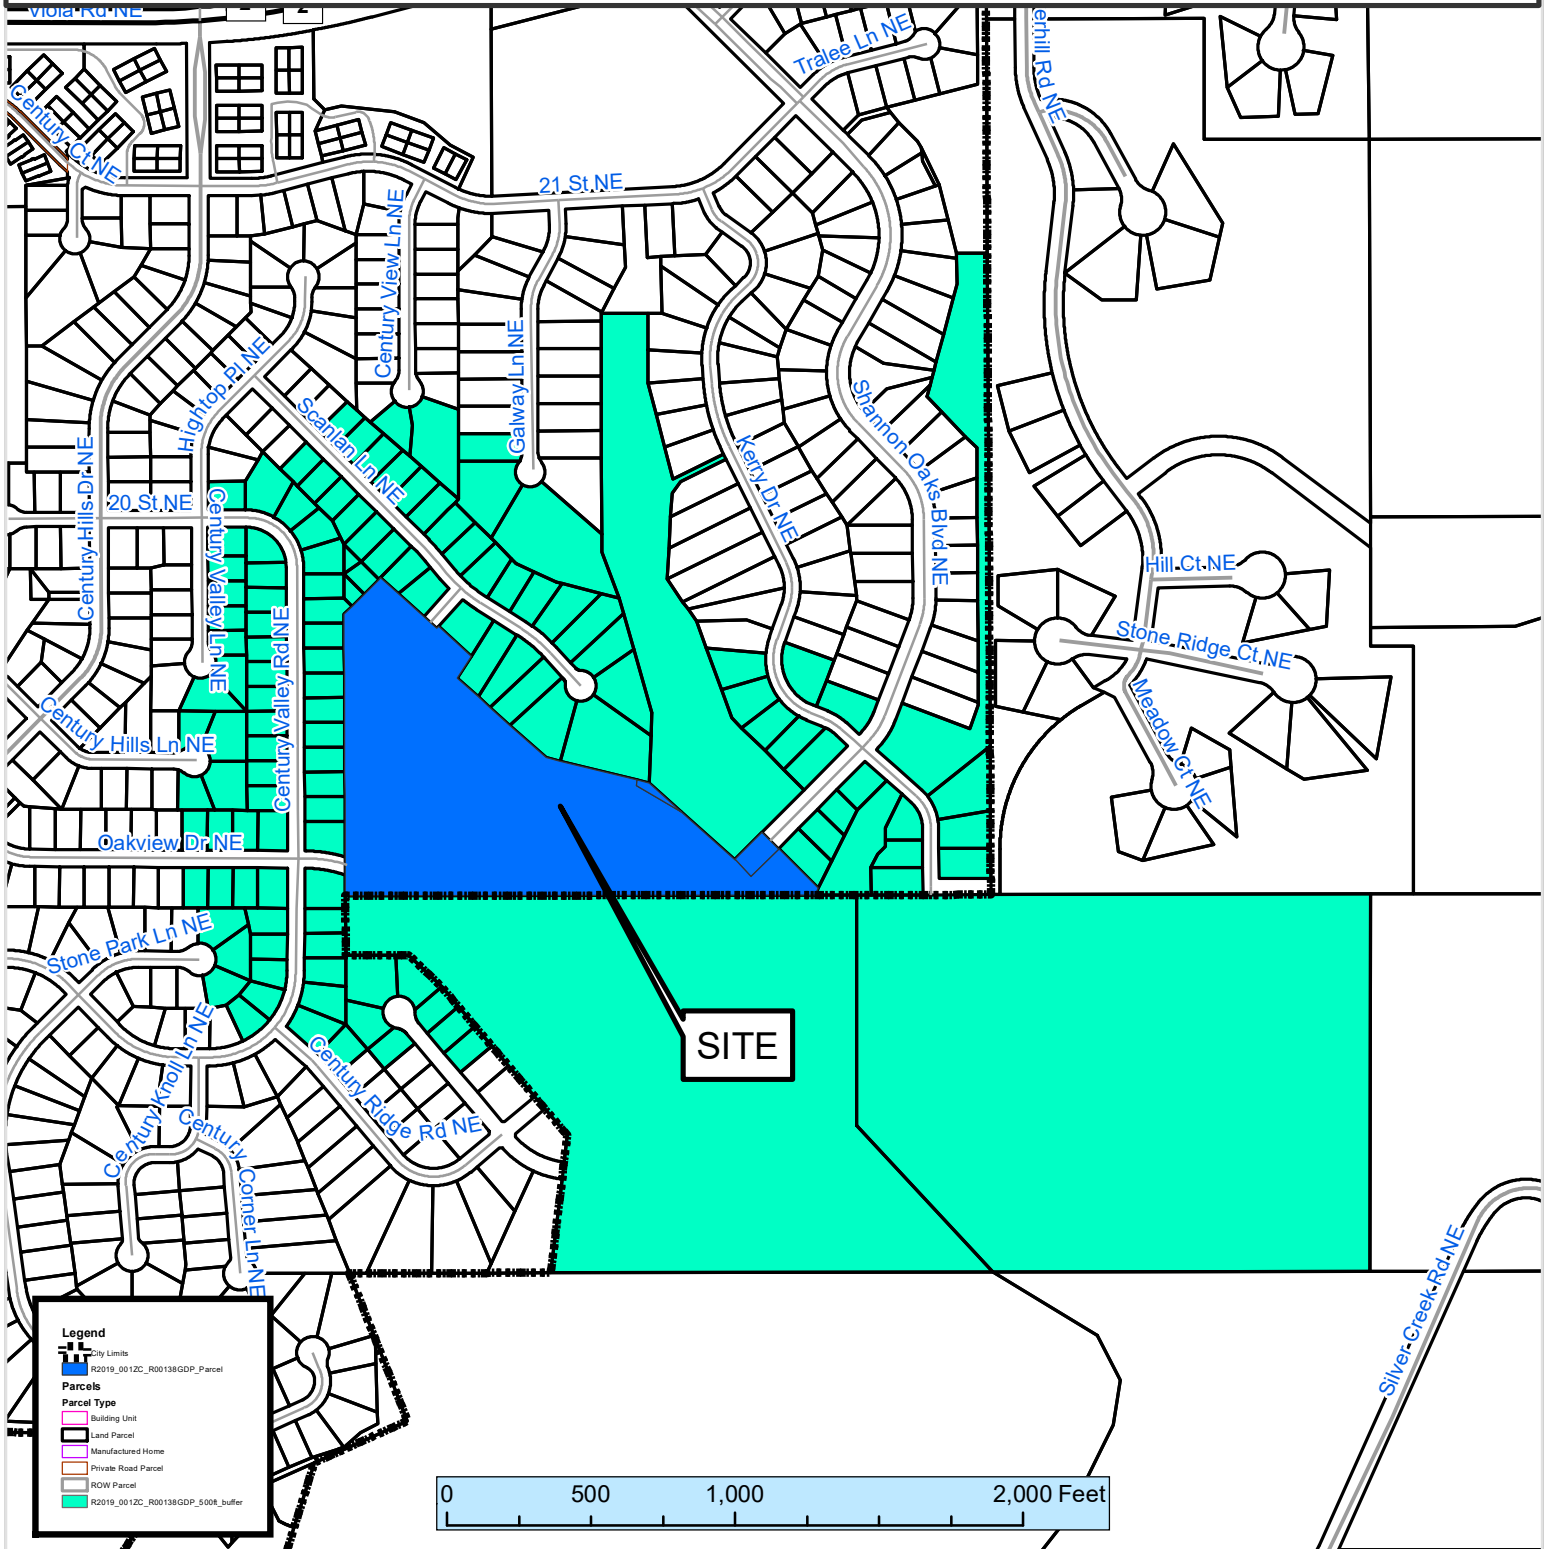 Viola Rd NE
2
Tralee Ln NE
erhill Rd NE
Century Ct NE
21 St NE
Century View Ln NE
Hightop Pl NE
Galway Ln NE
Scanlan Ln NE
Shannon Oaks Blvd NE
Kerry Dr NE
Century Hills Dr NE
20 St NE
Century Valley Ln NE
Century Valley Rd NE
Hill Ct NE
Stone Ridge Ct NE
Meadow Ct NE
Century Hills Ln NE
Oakview Dr NE
Stone Park Ln NE
Century Knoll Ln NE
Century Ridge Rd NE
Century Corner Ln NE
SITE
Silver Creek Rd NE
Legend
City Limits
R2019_001ZC_R00138GDP_Parcel
Parcels
Parcel Type
Building Unit
Land Parcel
Manufactured Home
Private Road Parcel
ROW Parcel
R2019_001ZC_R00138GDP_500ft_buffer
0 500 1,000 2,000 Feet